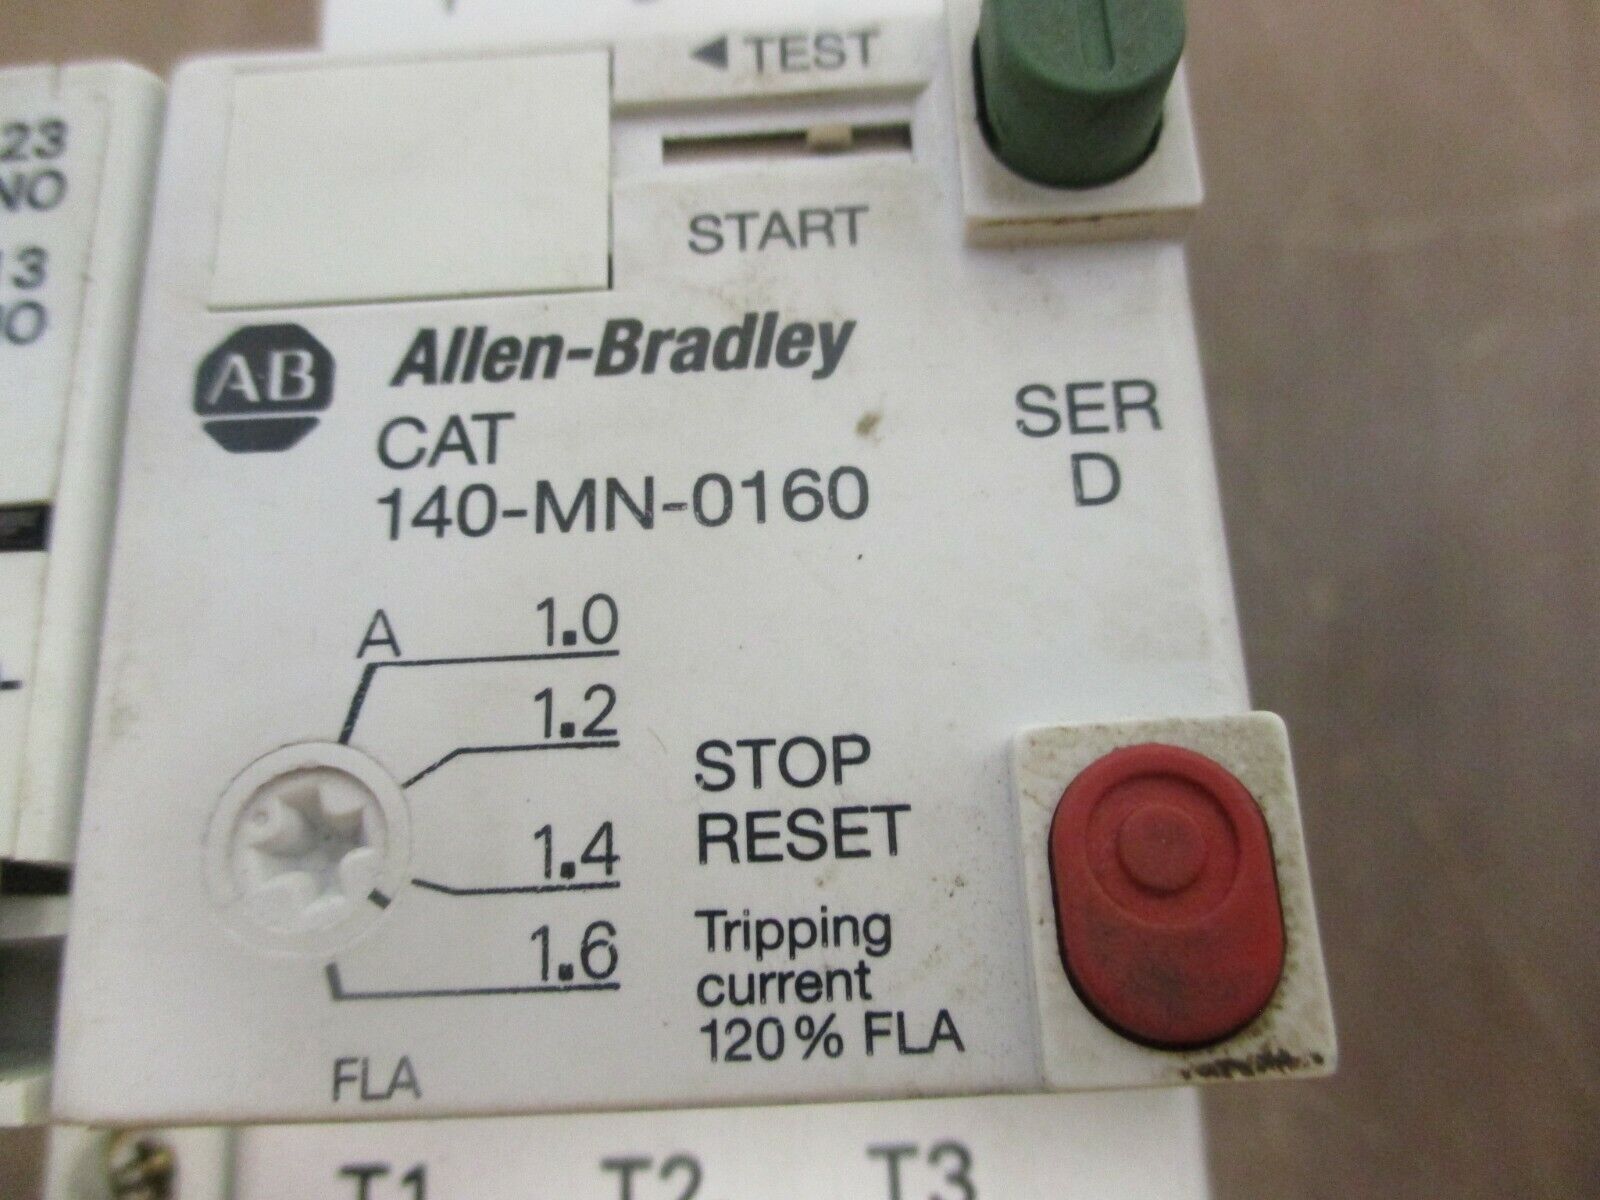 ◄ TEST
23
NO
START
13
Allen-Bradley
AB
CAT
SER
140-MN-0160
D
A
1.0
1.2
STOP
RESET
1.4
Tripping
current
120% FLA
1.6
FLA
T1 T2 T3